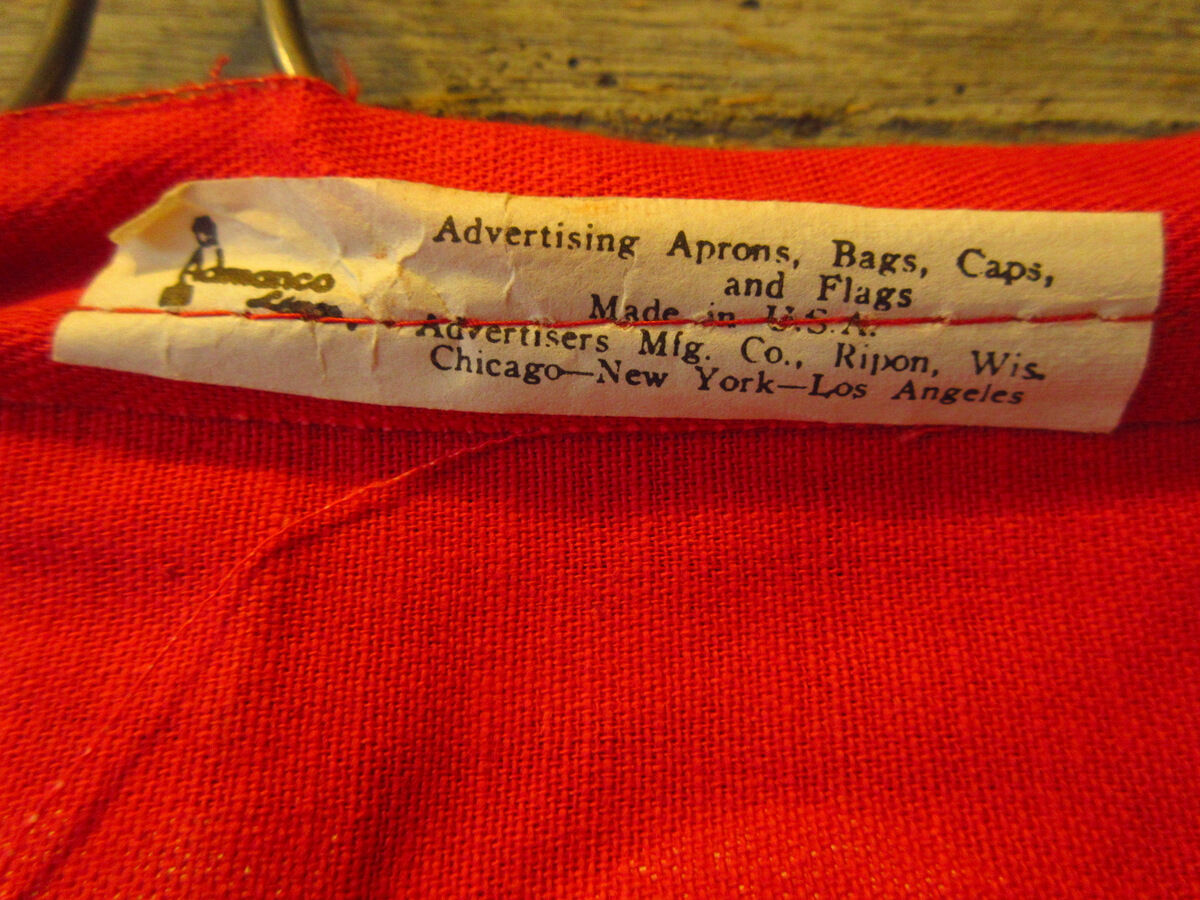 Admanco
Advertising Aprons, Bags, Caps,
and Flags
Made in U.S.A.
Advertisers Mfg. Co., Ripon, Wis.
Chicago—New York—Los Angeles